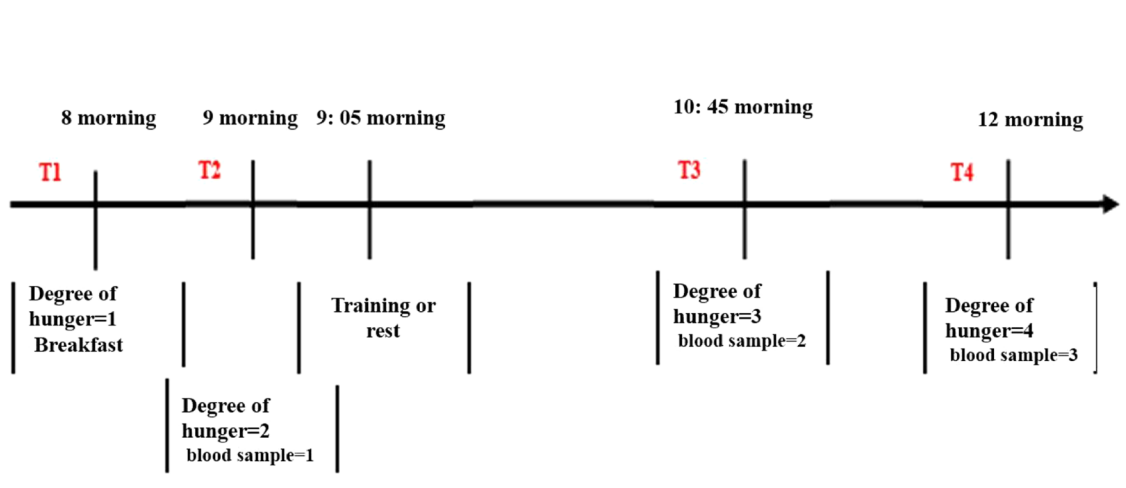 8 morning
9 morning
9: 05 morning
10: 45 morning
12 morning
T1
T2
T3
T4
Degree of
hunger=1
Breakfast
Degree of
hunger=2
blood sample=1
Training or
rest
Degree of
hunger=3
blood sample=2
Degree of
hunger=4
blood sample=3